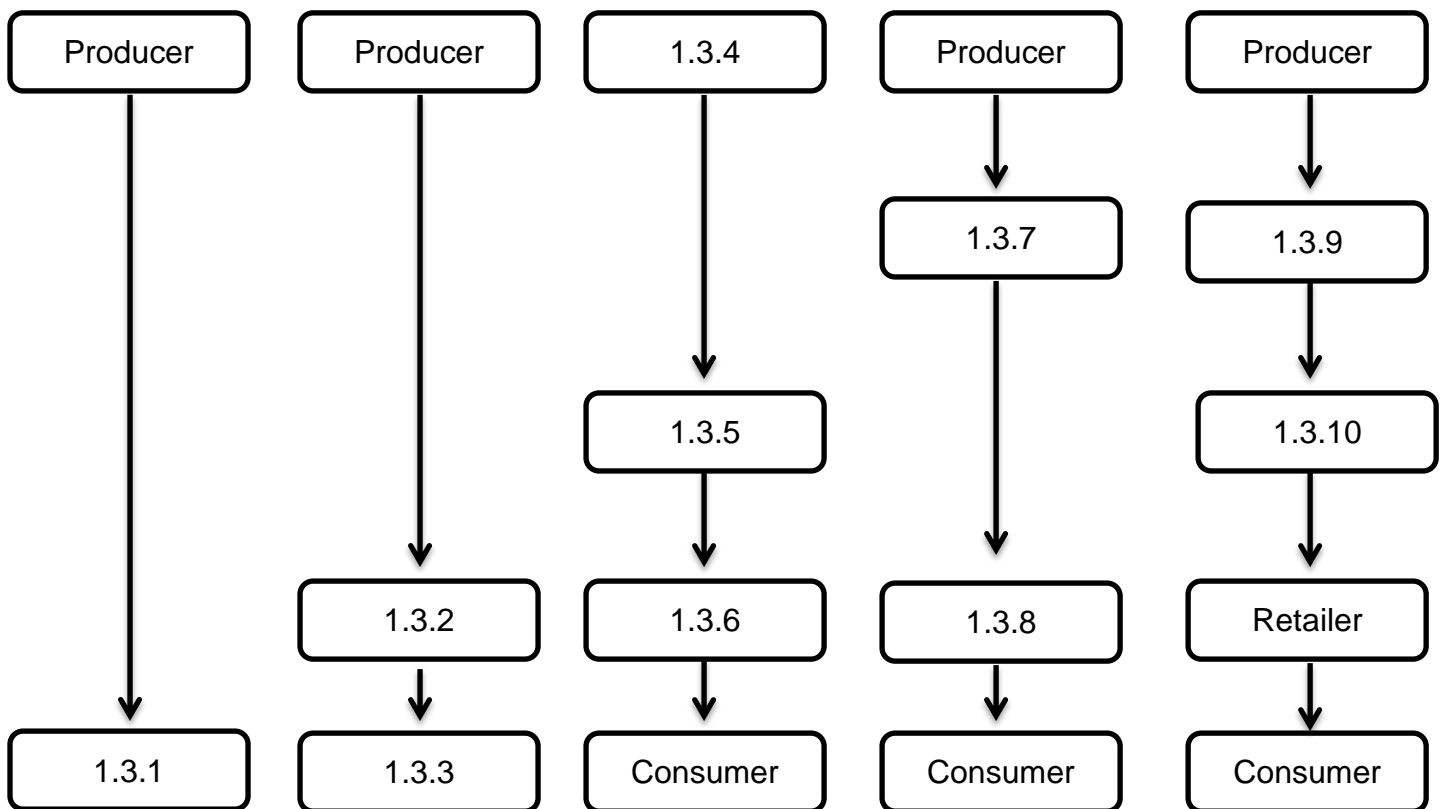 Producer
Producer
1.3.4
Producer
Producer
1.3.7
1.3.9
1.3.5
1.3.10
1.3.2
1.3.6
1.3.8
Retailer
1.3.1
1.3.3
Consumer
Consumer
Consumer